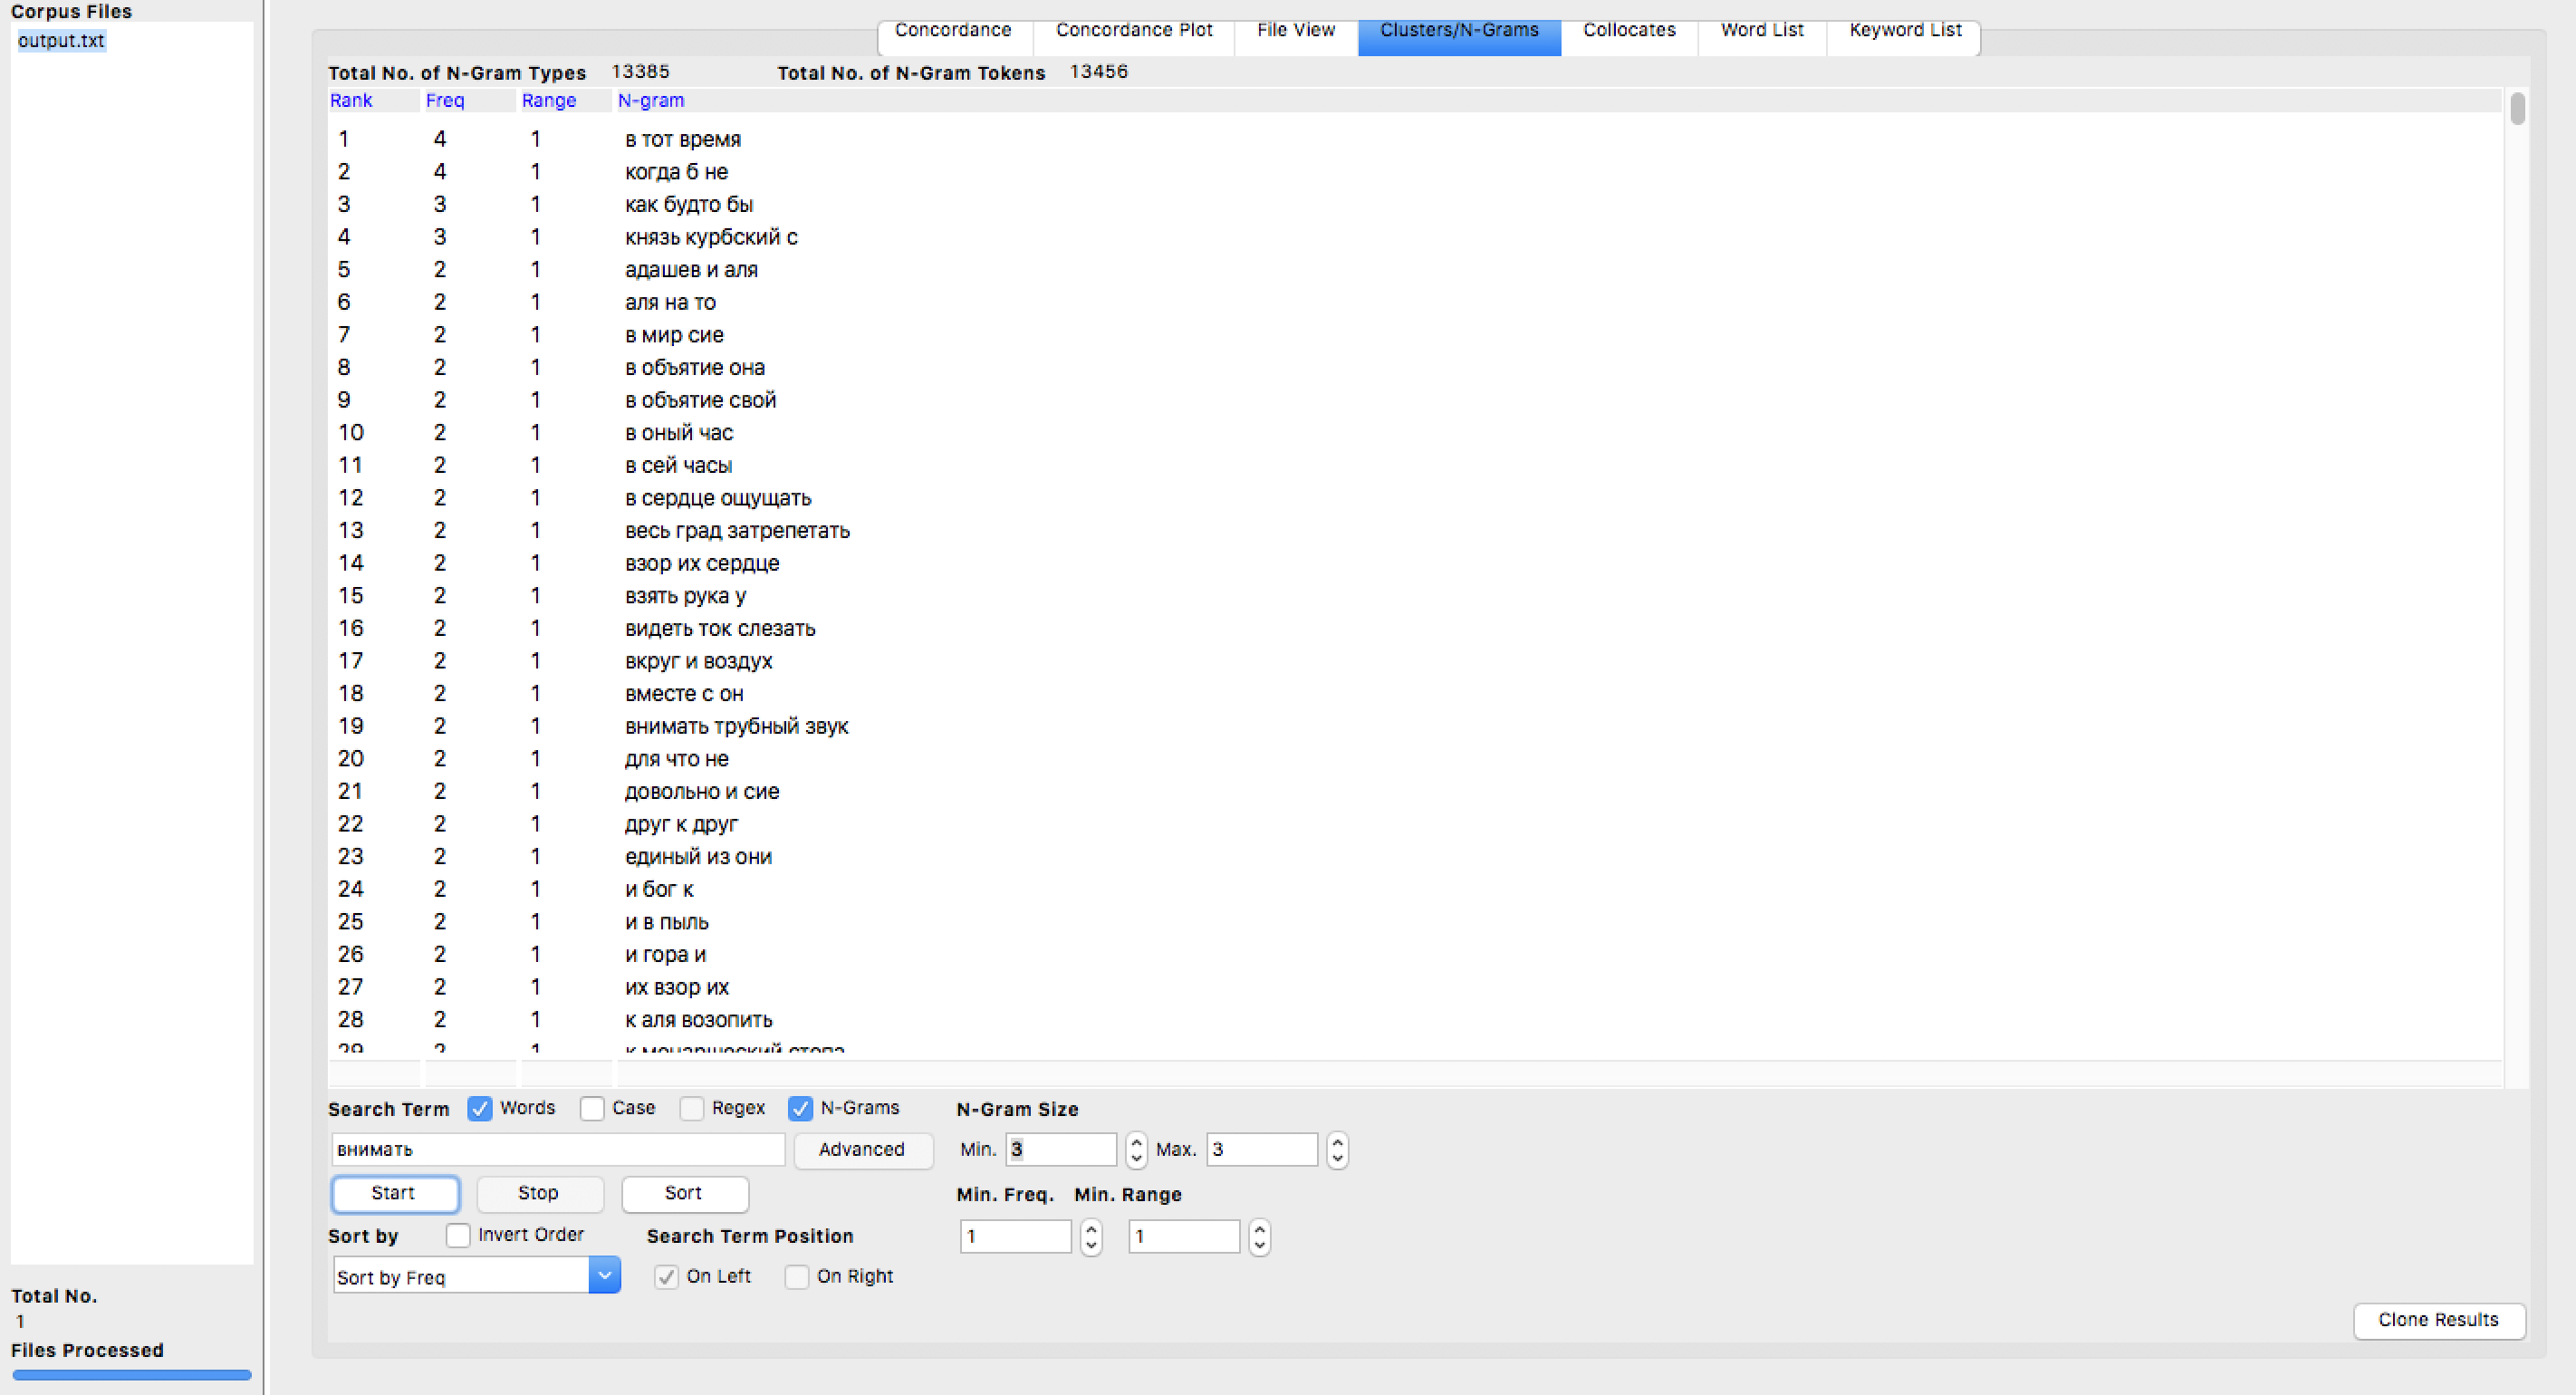 Corpus Files
output.txt
Total No.
1
Files Processed
Concordance Concordance Plot File View Clusters/N-Grams Collocates Word List Keyword List
Total No. of N-Gram Types 13385 Total No. of N-Gram Tokens 13456
Rank Freq Range N-gram
1 4 1 в тот время
2 4 1 когда б не
3 3 1 как будто бы
4 3 1 князь курбский с
5 2 1 адашев и аля
6 2 1 аля на то
7 2 1 в мир сие
8 2 1 в объятие она
9 2 1 в объятие свой
10 2 1 в оный час
11 2 1 в сей часы
12 2 1 в сердце ощущать
13 2 1 весь град затрепетать
14 2 1 взор их сердце
15 2 1 взять рука у
16 2 1 видеть ток слезать
17 2 1 вкруг и воздух
18 2 1 вместе с он
19 2 1 внимать трубный звук
20 2 1 для что не
21 2 1 довольно и сие
22 2 1 друг к друг
23 2 1 единый из они
24 2 1 и бог к
25 2 1 и в пыль
26 2 1 и гора и
27 2 1 их взор их
28 2 1 к аля возопить
29 2 1 к монаршеский стопа
Search Term Words Case Regex N-Grams N-Gram Size
внимать Advanced Min. 3 Max. 3
Start Stop Sort Min. Freq. Min. Range
Sort by Invert Order Search Term Position 1 1
Sort by Freq On Left On Right
Clone Results